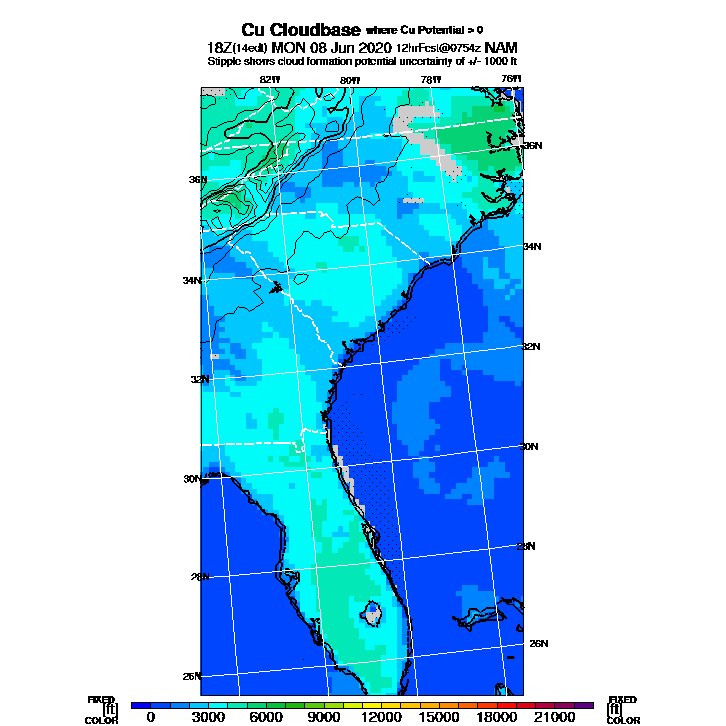 Cu Cloudbase where Cu Potential > 0
18Z(14edt) MON 08 Jun 2020 12hrFcst@0754z NAM
Stipple shows cloud formation potential uncertainty of +/- 1000 ft
82W 80W 78W 76W
36N
36N
34N
34N
32N
32N
30N
30N
28N
28N
26N
26N
FIXED FIXED
[ft] [ft]
COLOR 0 3000 6000 9000 12000 15000 18000 21000 COLOR